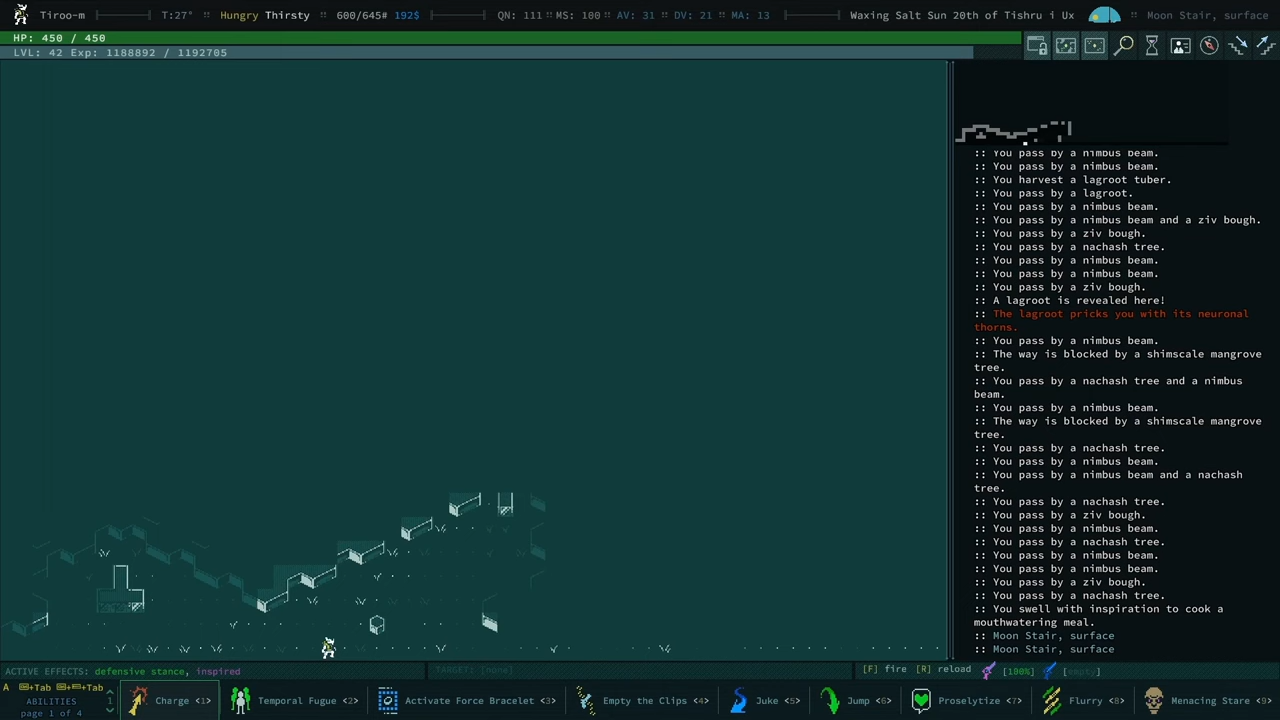 Tiroo-m T:27° Hungry Thirsty 600/645# 192$ QN: 111 MS: 100 AV: 31 DV: 21 MA: 13 Waxing Salt Sun 20th of Tishru i Ux Moon Stair, surface
HP: 450 / 450
LVL: 42 Exp: 1188892 / 1192705
:: You pass by a nimbus beam.
:: You pass by a nimbus beam.
:: You harvest a lagroot tuber.
:: You pass by a lagroot.
:: You pass by a nimbus beam.
:: You pass by a nimbus beam and a ziv bough.
:: You pass by a ziv bough.
:: You pass by a nachash tree.
:: You pass by a nimbus beam.
:: You pass by a nimbus beam.
:: You pass by a ziv bough.
:: A lagroot is revealed here!
:: The lagroot pricks you with its neuronal
thorns.
:: You pass by a nimbus beam.
:: The way is blocked by a shimscale mangrove
tree.
:: You pass by a nachash tree and a nimbus
beam.
:: You pass by a nimbus beam.
:: The way is blocked by a shimscale mangrove
tree.
:: You pass by a nachash tree.
:: You pass by a nimbus beam.
:: You pass by a nimbus beam and a nachash
tree.
:: You pass by a nachash tree.
:: You pass by a ziv bough.
:: You pass by a nimbus beam.
:: You pass by a nachash tree.
:: You pass by a nimbus beam.
:: You pass by a nimbus beam.
:: You pass by a ziv bough.
:: You pass by a nachash tree.
:: You swell with inspiration to cook a
mouthwatering meal.
:: Moon Stair, surface
:: Moon Stair, surface
ACTIVE EFFECTS: defensive stance, inspired
TARGET: [none]
[F] fire [R] reload [100%] [empty]
A Tab Tab
ABILITIES
page 1 of 4
1
Charge <1> Temporal Fugue <2> Activate Force Bracelet <3> Empty the Clips <4> Juke <5> Jump <6> Proselytize <7> Flurry <8> Menacing Stare <9>